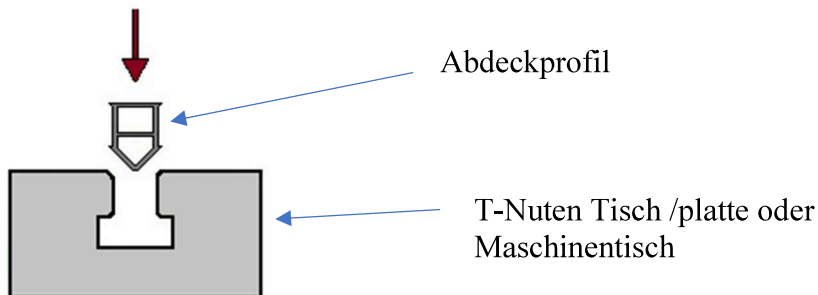 Abdeckprofil
T-Nuten Tisch /platte oder
Maschinentisch